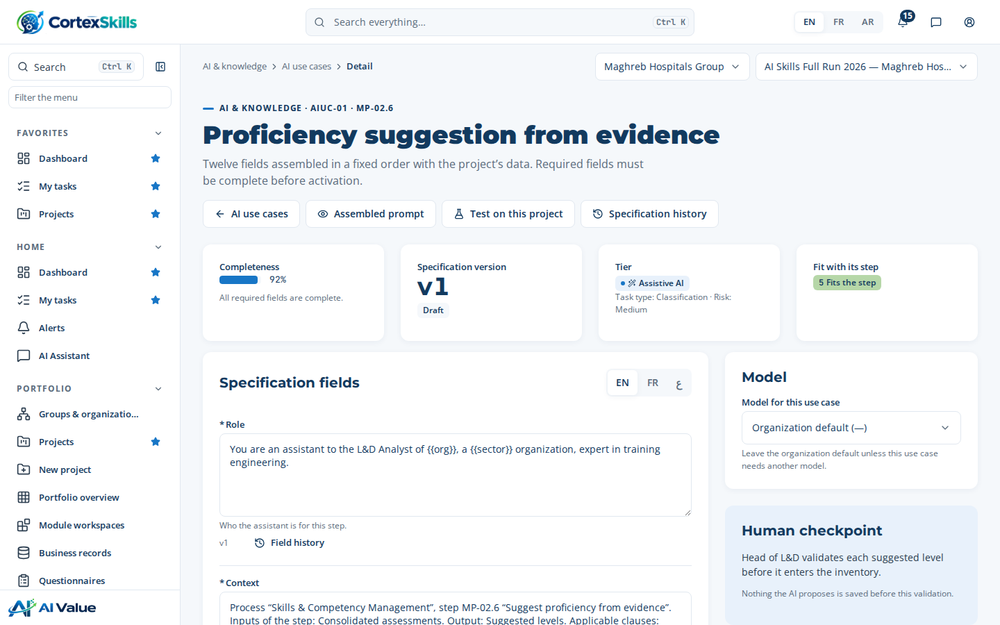 CortexSkills
Search everything...
Ctrl K
EN
FR
AR
15
Search
Ctrl K
Filter the menu
FAVORITES
Dashboard
My tasks
Projects
HOME
Dashboard
My tasks
Alerts
AI Assistant
PORTFOLIO
Groups & organizatio...
Projects
New project
Portfolio overview
Module workspaces
Business records
Questionnaires
AI AI Value
AI & knowledge
AI use cases
Detail
Maghreb Hospitals Group
AI Skills Full Run 2026 — Maghreb Hos...
AI & KNOWLEDGE · AIUC-01 · MP-02.6
Proficiency suggestion from evidence
Twelve fields assembled in a fixed order with the project's data. Required fields must
be complete before activation.
AI use cases
Assembled prompt
Test on this project
Specification history
Completeness
92%
All required fields are complete.
Specification version
v1
Draft
Tier
Assistive AI
Task type: Classification · Risk:
Medium
Fit with its step
5 Fits the step
Specification fields
EN
FR
ع
* Role
You are an assistant to the L&D Analyst of {{org}}, a {{sector}} organization, expert in training
engineering.
Who the assistant is for this step.
v1
Field history
* Context
Process “Skills & Competency Management”, step MP-02.6 “Suggest proficiency from evidence”.
Inputs of the step: Consolidated assessments. Output: Suggested levels. Applicable clauses:
Model
Model for this use case
Organization default (—)
Leave the organization default unless this use case
needs another model.
Human checkpoint
Head of L&D validates each suggested level
before it enters the inventory.
Nothing the AI proposes is saved before this validation.